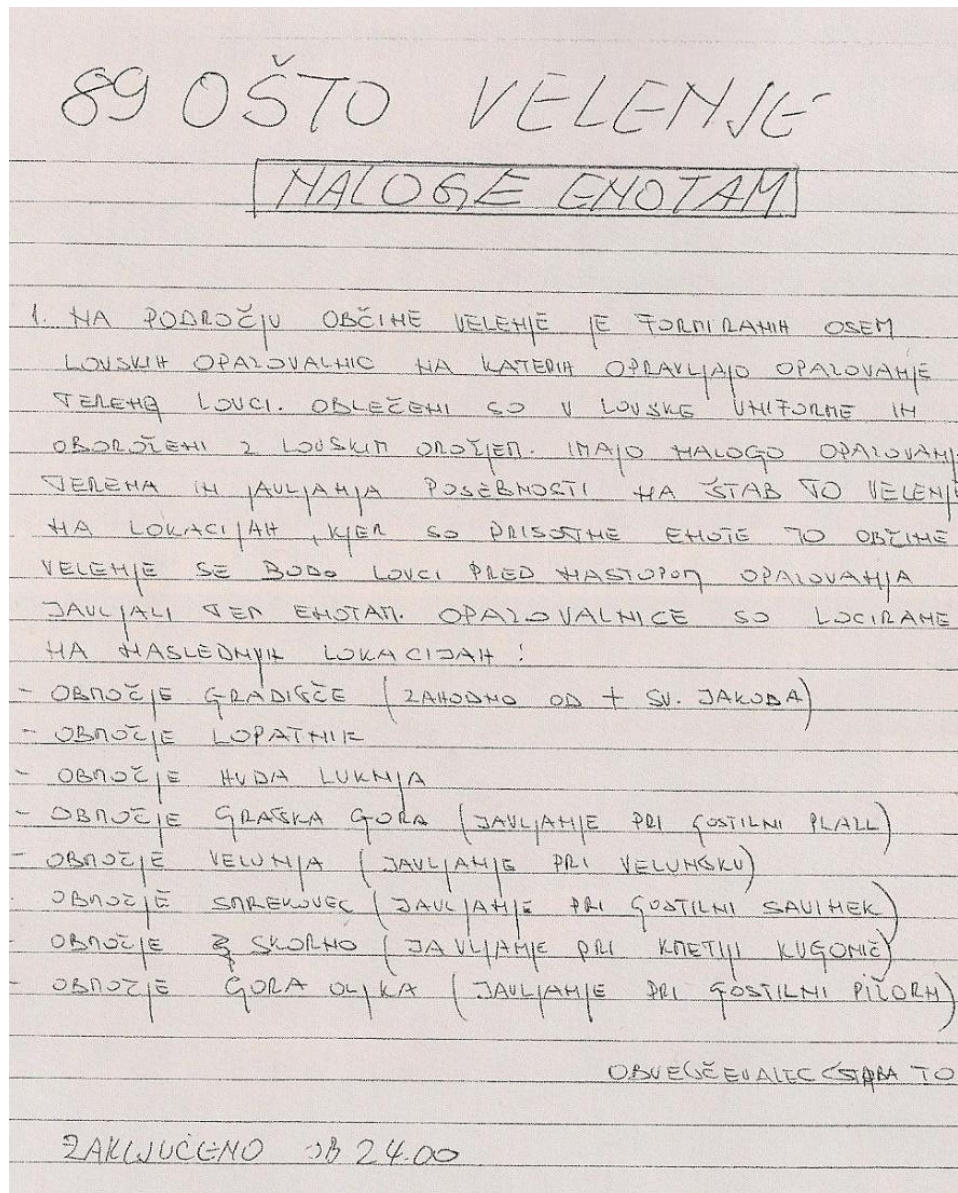 89 OŠTO VELENJE
NALOGE ENOTAM
1. NA PODROČJU OBČINE VELENJE JE FORMIRANIH OSEM
LOVSKIH OPAZOVALNIC NA KATERIH OPRAVLJAJO OPAZOVANJE
TERENA LOVCI. OBLEČENI SO V LOVSKE UNIFORME IN
OBOROŽENI Z LOVSKIM OROŽJEM. IMAJO NALOGO OPAZOVANJ
TERENA IN JAVLJANJA POSEBNOSTI NA ŠTAB TO VELENJE
NA LOKACIJAH, KJER SO PRISOTNE ENOTE TO OBČINE
VELENJE SE BODO LOVCI PRED NASTOPOM OPAZOVANJA
JAVLJALI TEM ENOTAM. OPAZOVALNICE SO LOCIRANE
NA NASLEDNJIH LOKACIJAH:
- OBMOČJE GRADIŠČE (ZAHODNO OD + SV. JAKOBA)
- OBMOČJE LOPATNIK
- OBMOČJE HUDA LUKNJA
- OBMOČJE GRAŠKA GORA (JAVLJANJE PRI GOSTILNI PLAZL)
- OBMOČJE VELUNJA (JAVLJANJE PRI VELUNŠKU)
- OBMOČJE SMREKOVEC (JAVLJANJE PRI GOSTILNI SAVINEK)
- OBMOČJE SKORNO (JAVLJANJE PRI KMETIJI KUGONIČ)
- OBMOČJE GORA OLJKA (JAVLJANJE PRI GOSTILNI PIŽORN)
OBVEŠČEVALEC ŠTABA TO
ZAKLJUČENO OB 24.00